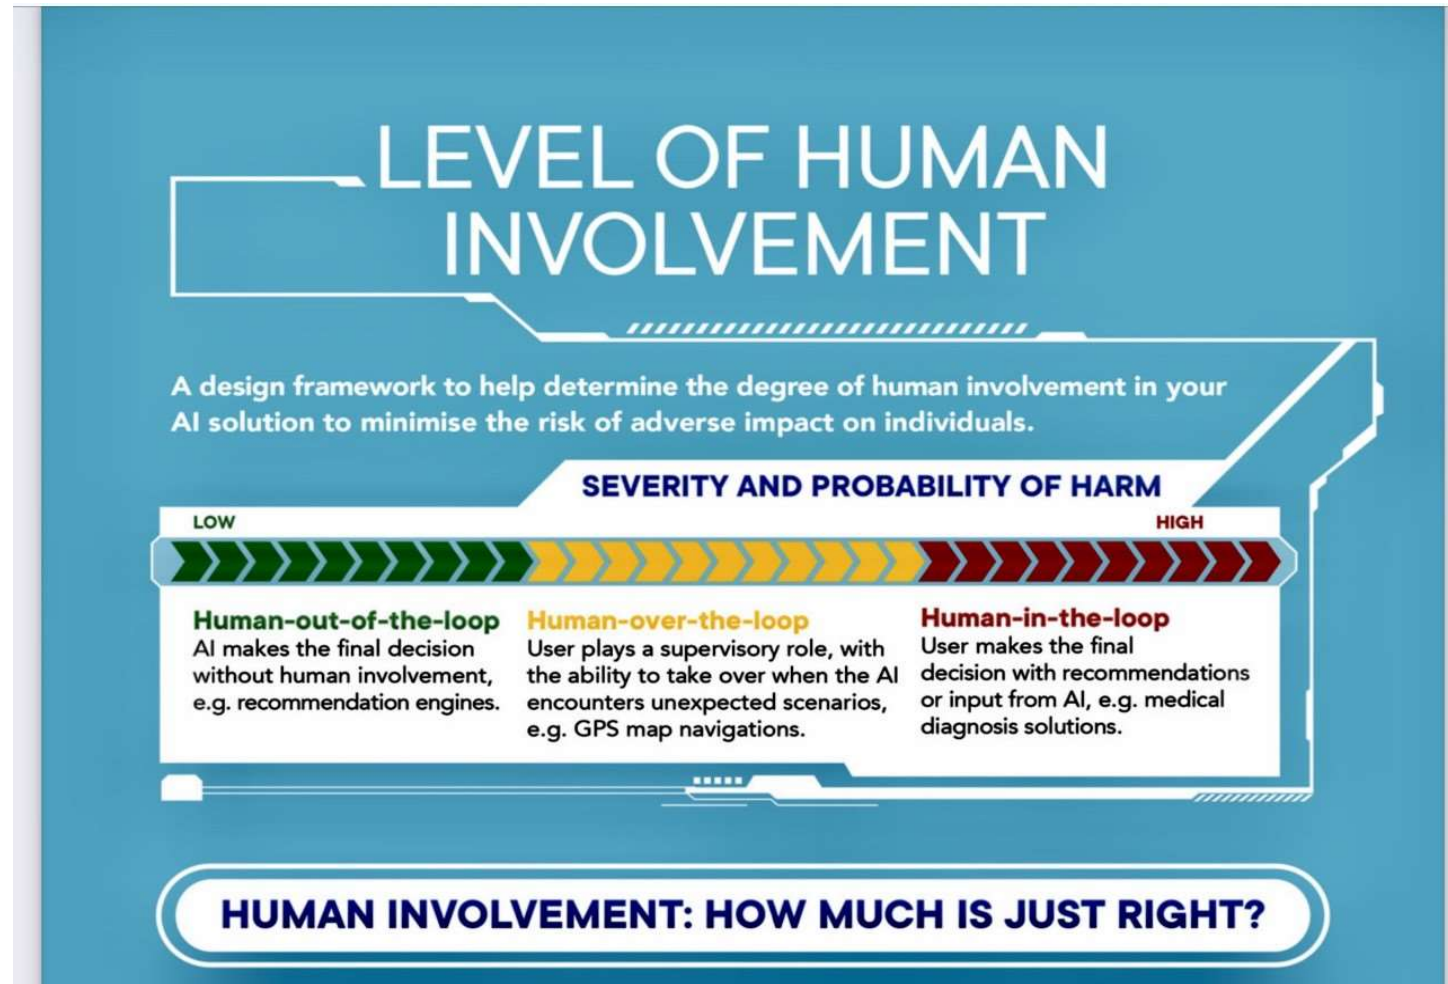 LEVEL OF HUMAN
INVOLVEMENT
A design framework to help determine the degree of human involvement in your
AI solution to minimise the risk of adverse impact on individuals.
SEVERITY AND PROBABILITY OF HARM
LOW
HIGH
Human-out-of-the-loop
AI makes the final decision
without human involvement,
e.g. recommendation engines.
Human-over-the-loop
User plays a supervisory role, with
the ability to take over when the AI
encounters unexpected scenarios,
e.g. GPS map navigations.
Human-in-the-loop
User makes the final
decision with recommendations
or input from AI, e.g. medical
diagnosis solutions.
HUMAN INVOLVEMENT: HOW MUCH IS JUST RIGHT?